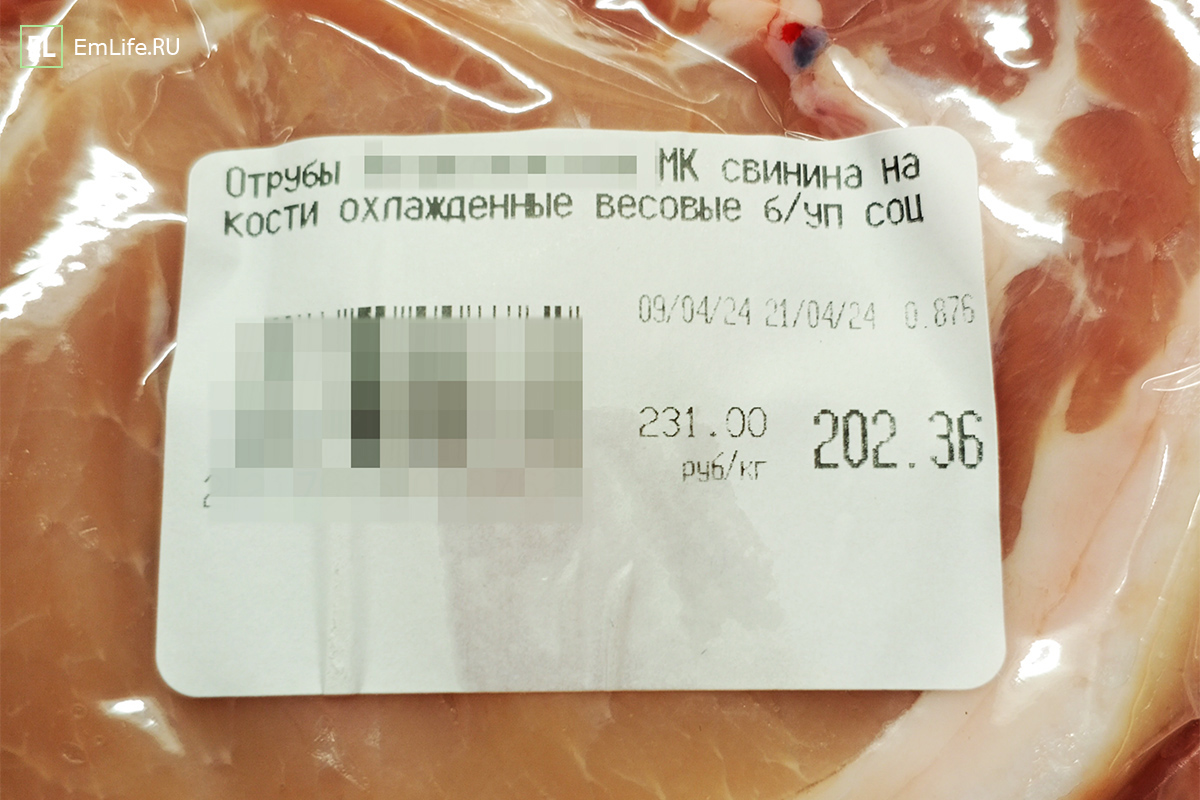 EL EmLife.RU
Отрубы МК свинина на
кости охлажденные весовые б/уп соц
09/04/24 21/04/24 0.876
231.00 202.36
руб/кг